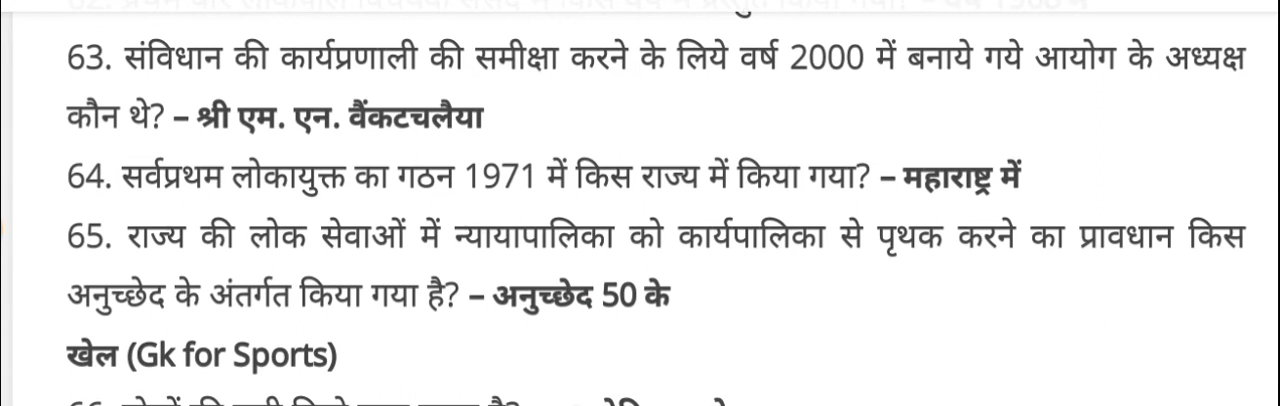 63. संविधान की कार्यप्रणाली की समीक्षा करने के लिये वर्ष 2000 में बनाये गये आयोग के अध्यक्ष
कौन थे? – श्री एम. एन. वैंकटचलैया
64. सर्वप्रथम लोकायुक्त का गठन 1971 में किस राज्य में किया गया? – महाराष्ट्र में
65. राज्य की लोक सेवाओं में न्यायापालिका को कार्यपालिका से पृथक करने का प्रावधान किस
अनुच्छेद के अंतर्गत किया गया है? – अनुच्छेद 50 के
खेल (Gk for Sports)